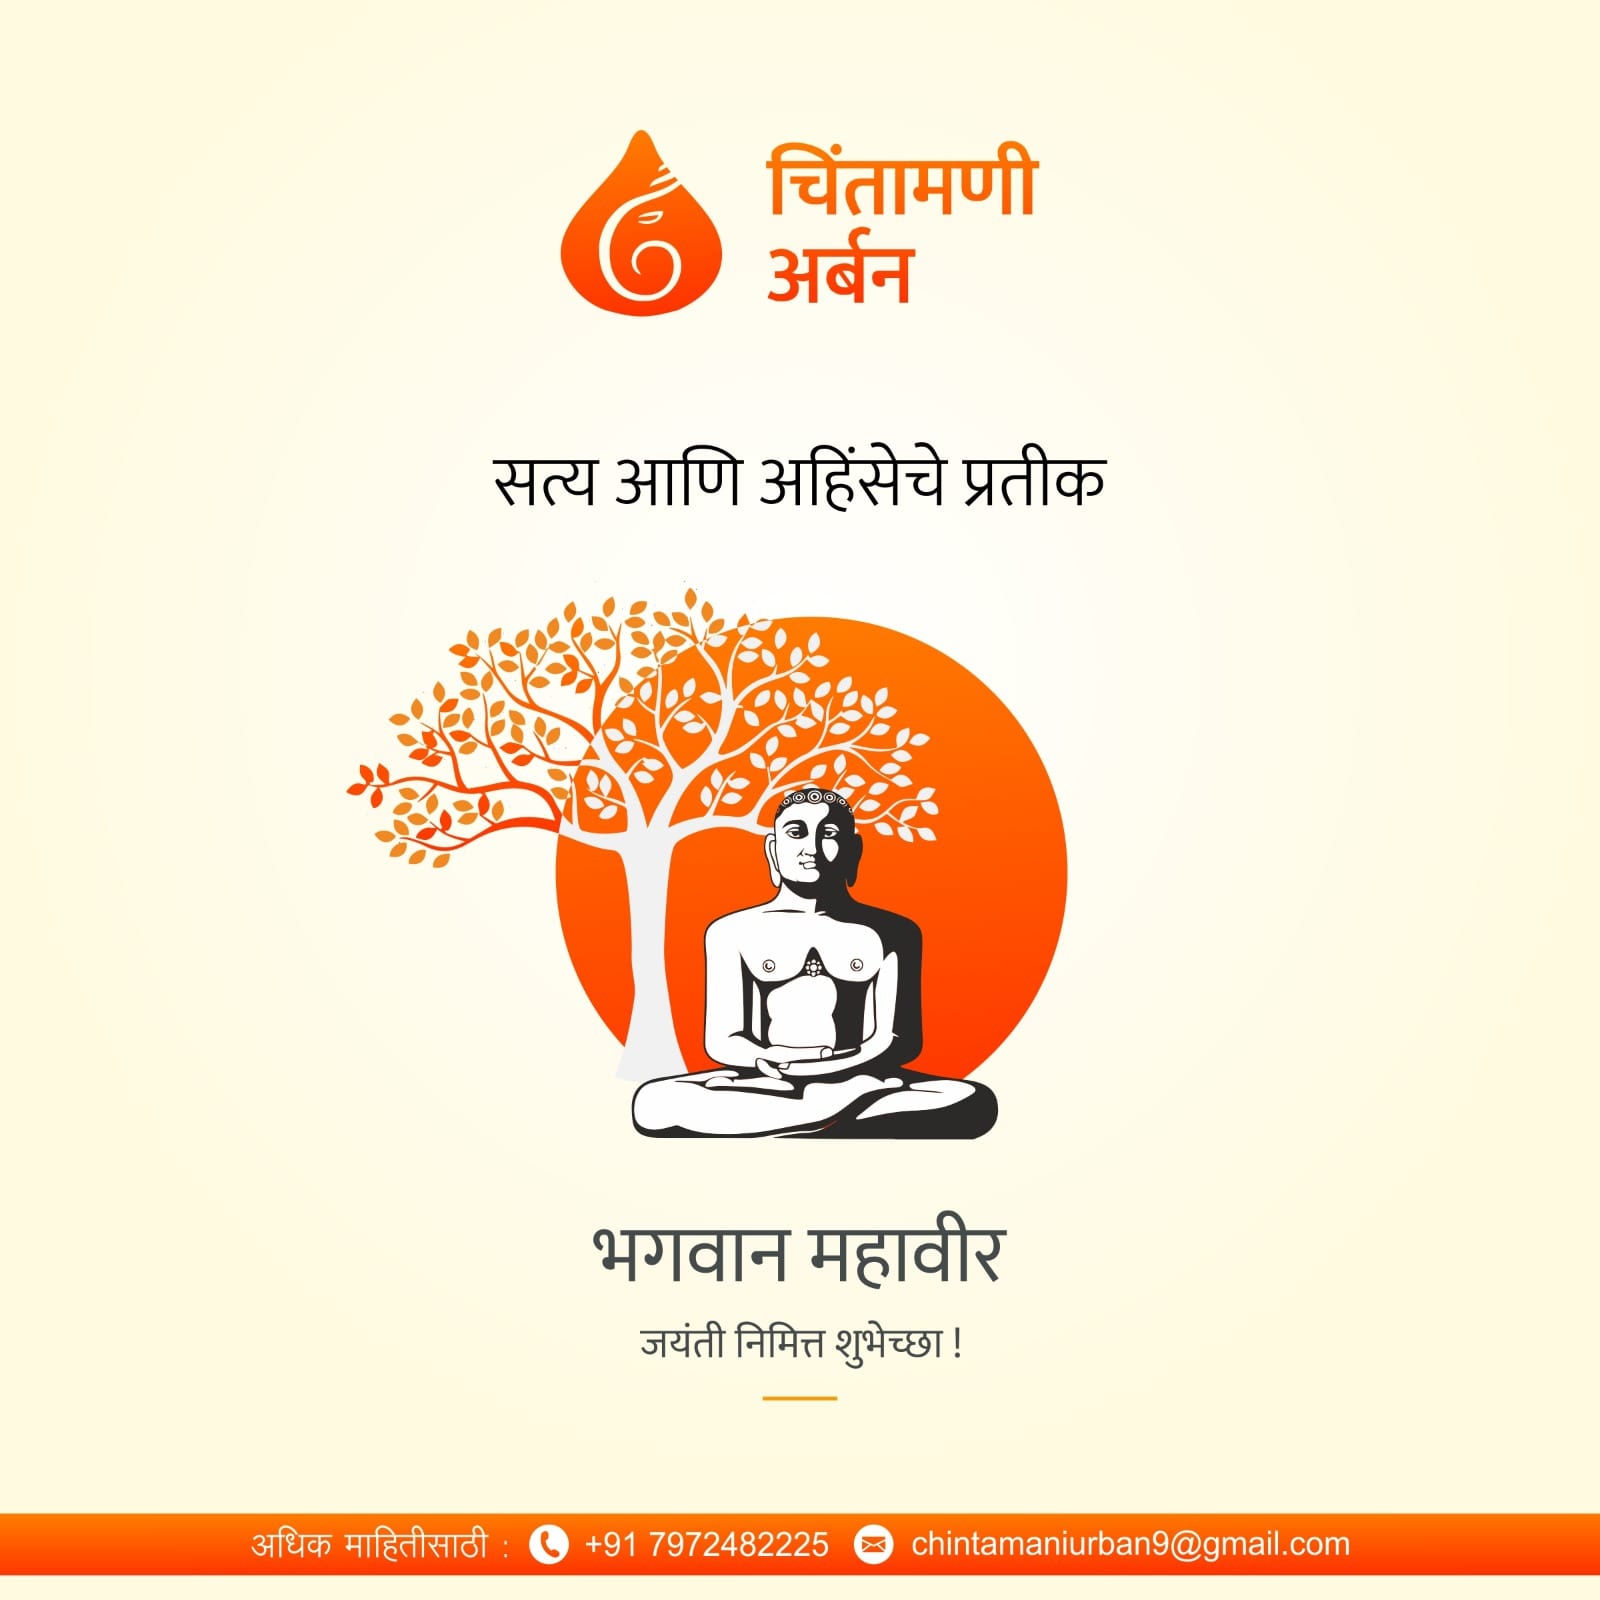 चिंतामणी
अर्बन
सत्य आणि अहिंसेचे प्रतीक
भगवान महावीर
जयंती निमित्त शुभेच्छा !
अधिक माहितीसाठी : +91 7972482225 chintamaniurban9@gmail.com